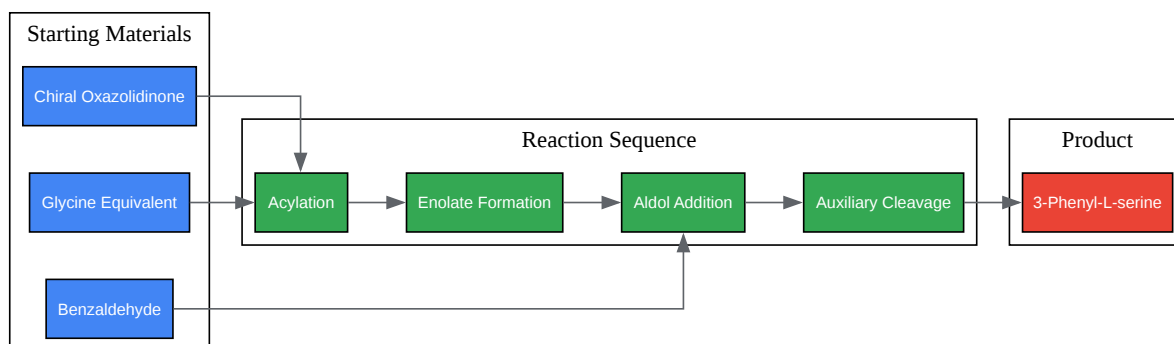 Starting Materials
Chiral Oxazolidinone
Glycine Equivalent
Benzaldehyde
Reaction Sequence
Acylation
Enolate Formation
Aldol Addition
Auxiliary Cleavage
Product
3-Phenyl-L-serine